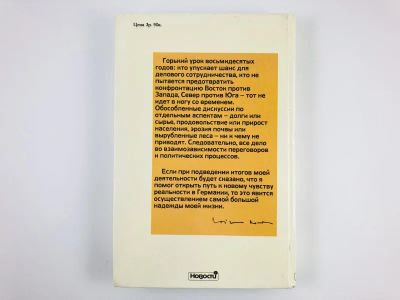 Цена 3р. 90к.
Горький урок восьмидесятых
годов: кто упускает шанс для
делового сотрудничества, кто не
пытается предотвратить
конфронтацию Восток против
Запада, Север против Юга – тот не
идет в ногу со временем.
Обособленные дискуссии по
отдельным аспектам – долги или
сырье, продовольствие или прирост
населения, эрозия почвы или
вырубленные леса – ни к чему не
приводят. Следовательно, все дело
во взаимозависимости переговоров
и политических процессов.
Если при подведении итогов моей
деятельности будет сказано, что я
помог открыть путь к новому чувству
реальности в Германии, то это явится
осуществлением самой большой
надежды моей жизни.
Новости